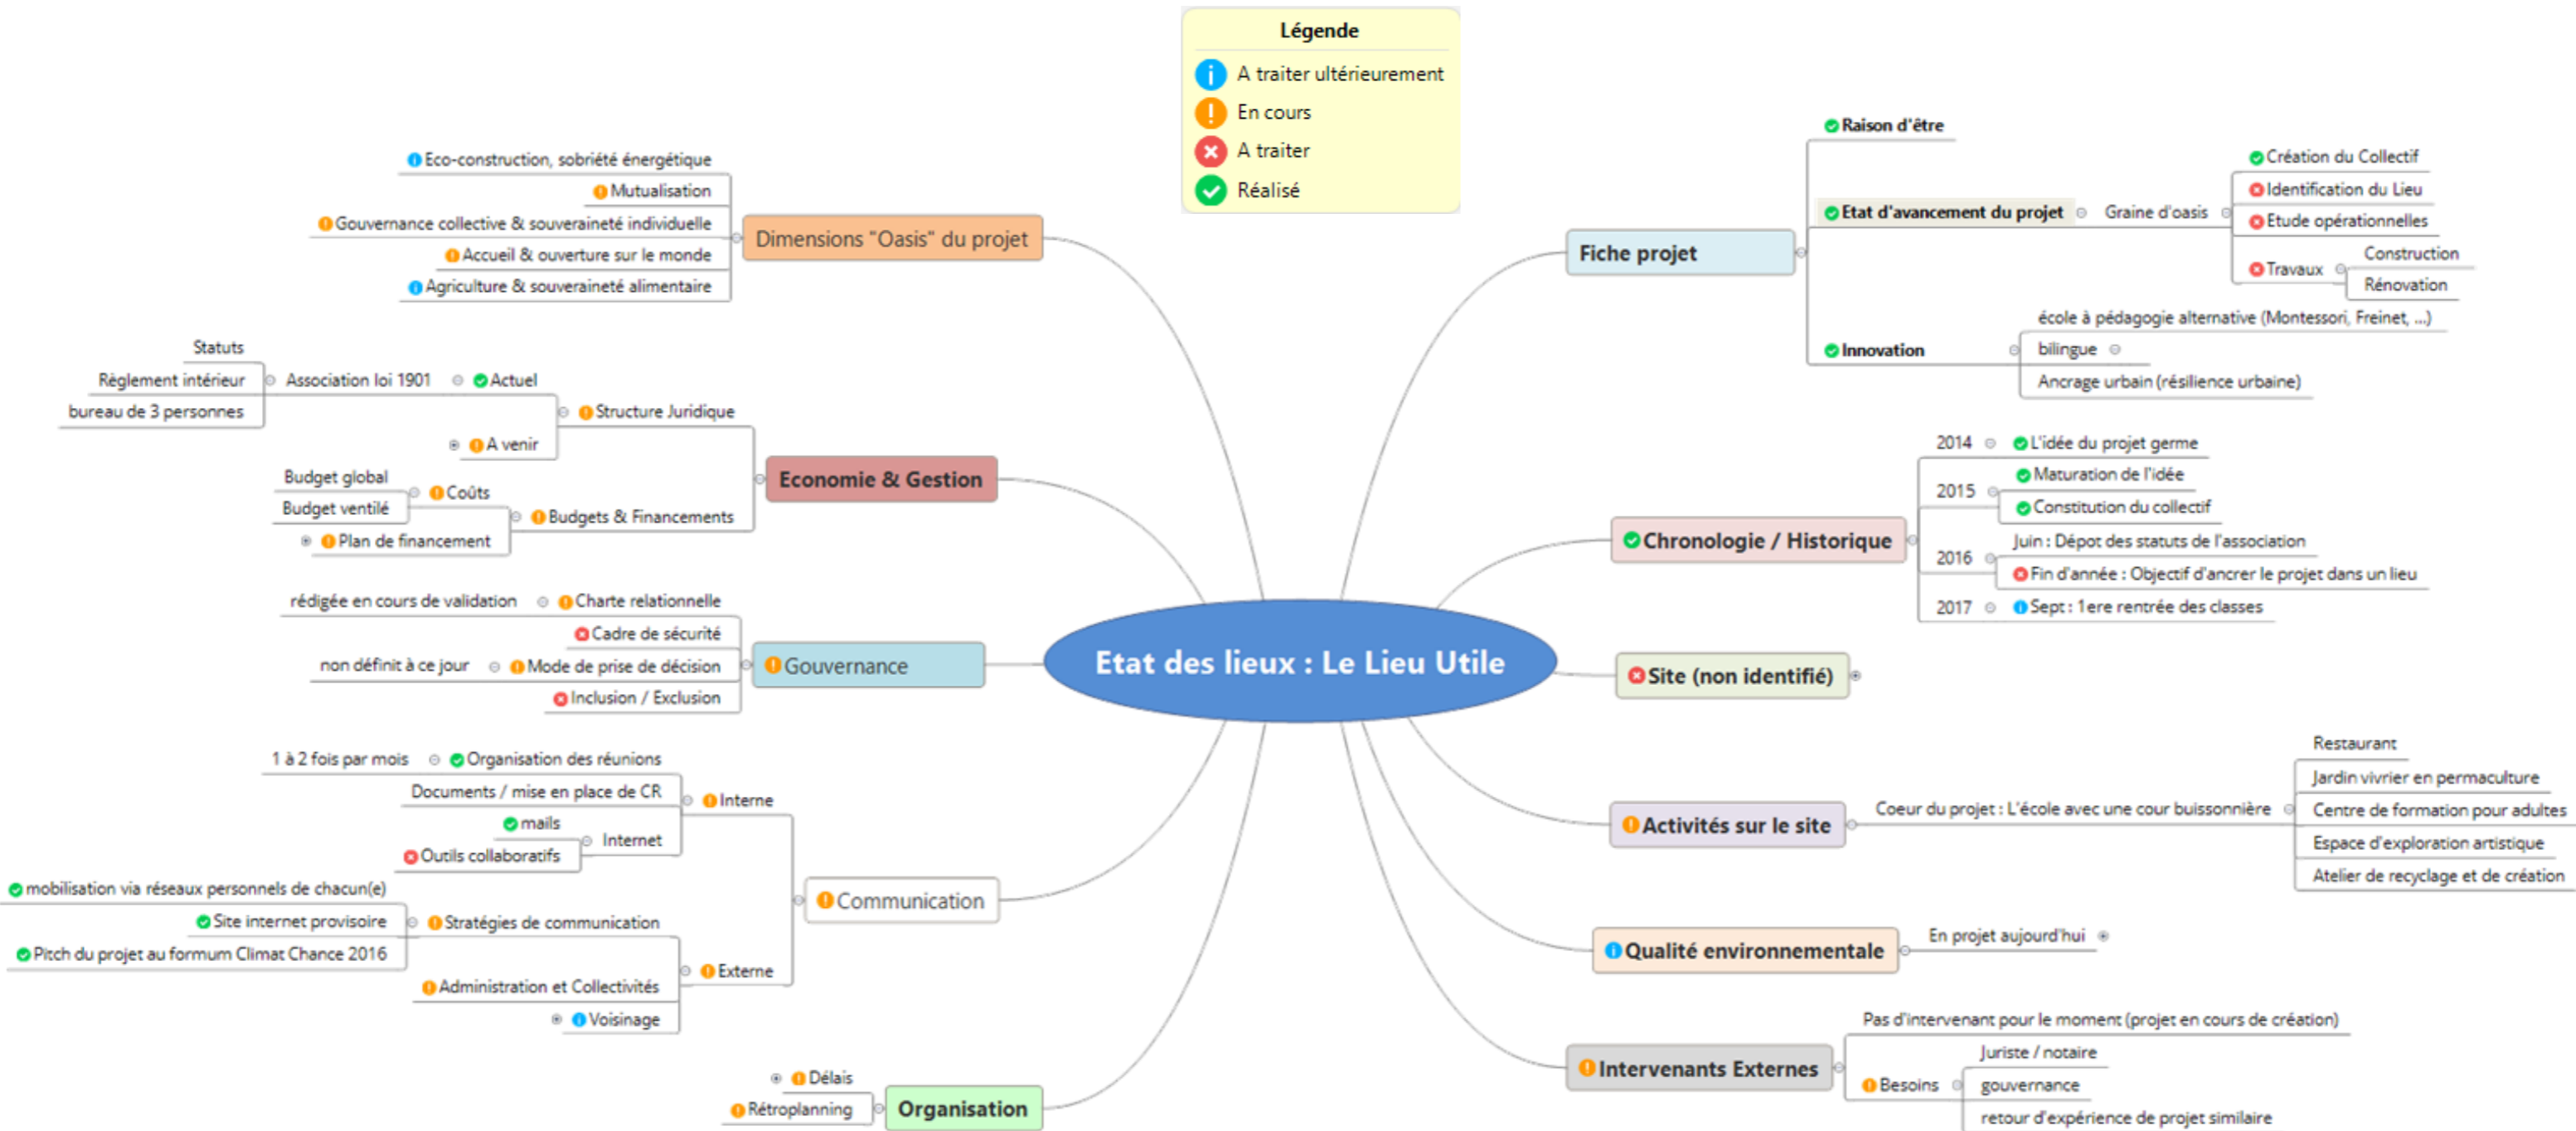 Légende
A traiter ultérieurement
En cours
A traiter
Réalisé
Etat des lieux : Le Lieu Utile
Dimensions "Oasis" du projet
Eco-construction, sobriété énergétique
Mutualisation
Gouvernance collective & souveraineté individuelle
Accueil & ouverture sur le monde
Agriculture & souveraineté alimentaire
Economie & Gestion
Structure Juridique
Actuel
Association loi 1901
Statuts
Règlement intérieur
bureau de 3 personnes
A venir
Budgets & Financements
Coûts
Budget global
Budget ventilé
Plan de financement
Gouvernance
Charte relationnelle
rédigée en cours de validation
Cadre de sécurité
Mode de prise de décision
non définit à ce jour
Inclusion / Exclusion
Communication
Interne
Organisation des réunions
1 à 2 fois par mois
Documents / mise en place de CR
Internet
mails
Outils collaboratifs
Externe
Stratégies de communication
mobilisation via réseaux personnels de chacun(e)
Site internet provisoire
Pitch du projet au formum Climat Chance 2016
Administration et Collectivités
Voisinage
Organisation
Délais
Rétroplanning
Fiche projet
Raison d'être
Etat d'avancement du projet
Graine d'oasis
Création du Collectif
Identification du Lieu
Etude opérationnelles
Travaux
Construction
Rénovation
Innovation
école à pédagogie alternative (Montessori, Freinet, ...)
bilingue
Ancrage urbain (résilience urbaine)
Chronologie / Historique
2014
L'idée du projet germe
2015
Maturation de l'idée
Constitution du collectif
2016
Juin : Dépot des statuts de l'association
Fin d'année : Objectif d'ancrer le projet dans un lieu
2017
Sept : 1ere rentrée des classes
Site (non identifié)
Activités sur le site
Coeur du projet : L'école avec une cour buissonnière
Restaurant
Jardin vivrier en permaculture
Centre de formation pour adultes
Espace d'exploration artistique
Atelier de recyclage et de création
Qualité environnementale
En projet aujourd'hui
Intervenants Externes
Pas d'intervenant pour le moment (projet en cours de création)
Besoins
Juriste / notaire
gouvernance
retour d'expérience de projet similaire